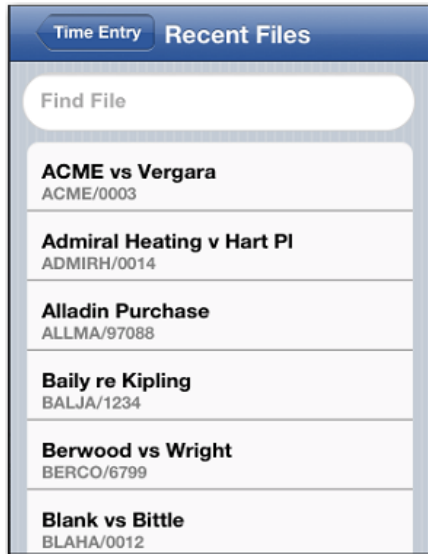 Time Entry Recent Files
Find File
ACME vs Vergara
ACME/0003
Admiral Heating v Hart Pl
ADMIRH/0014
Alladin Purchase
ALLMA/97088
Baily re Kipling
BALJA/1234
Berwood vs Wright
BERCO/6799
Blank vs Bittle
BLAHA/0012